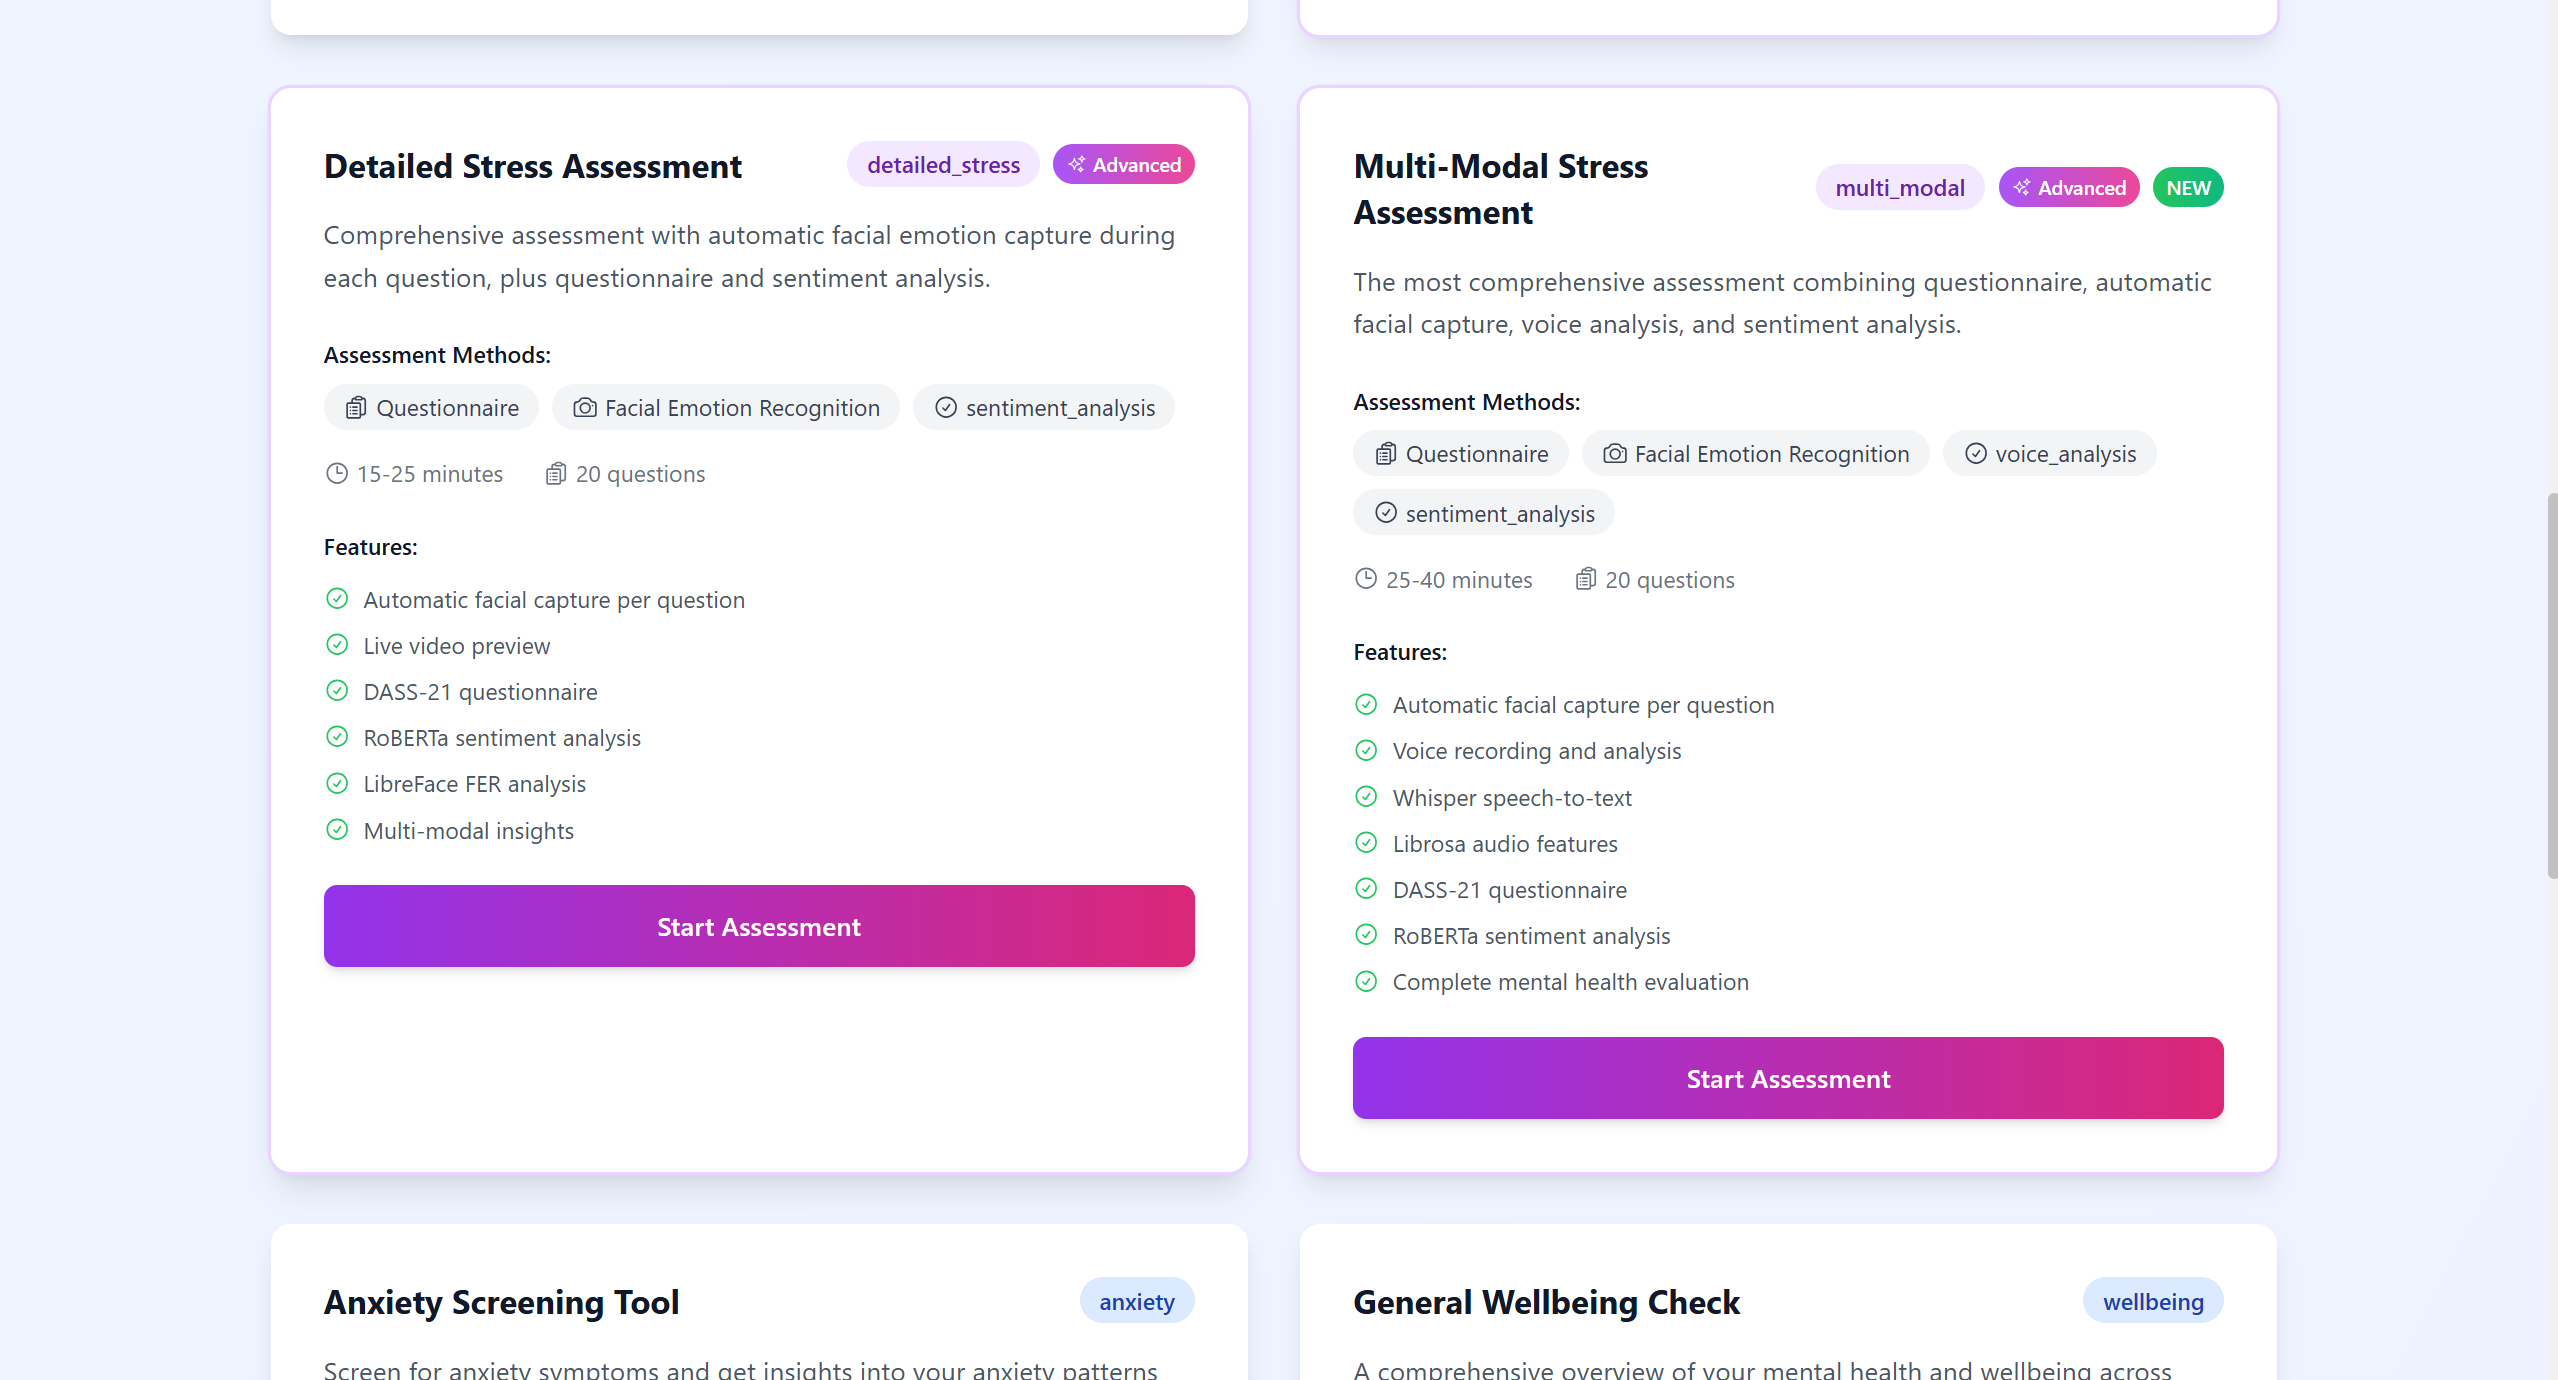 Detailed Stress Assessment
detailed_stress
Advanced
Comprehensive assessment with automatic facial emotion capture during
each question, plus questionnaire and sentiment analysis.
Assessment Methods:
Questionnaire
Facial Emotion Recognition
sentiment_analysis
15-25 minutes
20 questions
Features:
Automatic facial capture per question
Live video preview
DASS-21 questionnaire
RoBERTa sentiment analysis
LibreFace FER analysis
Multi-modal insights
Start Assessment
Multi-Modal Stress
Assessment
multi_modal
Advanced
NEW
The most comprehensive assessment combining questionnaire, automatic
facial capture, voice analysis, and sentiment analysis.
Assessment Methods:
Questionnaire
Facial Emotion Recognition
voice_analysis
sentiment_analysis
25-40 minutes
20 questions
Features:
Automatic facial capture per question
Voice recording and analysis
Whisper speech-to-text
Librosa audio features
DASS-21 questionnaire
RoBERTa sentiment analysis
Complete mental health evaluation
Start Assessment
Anxiety Screening Tool
anxiety
Screen for anxiety symptoms and get insights into your anxiety patterns
General Wellbeing Check
wellbeing
A comprehensive overview of your mental health and wellbeing across